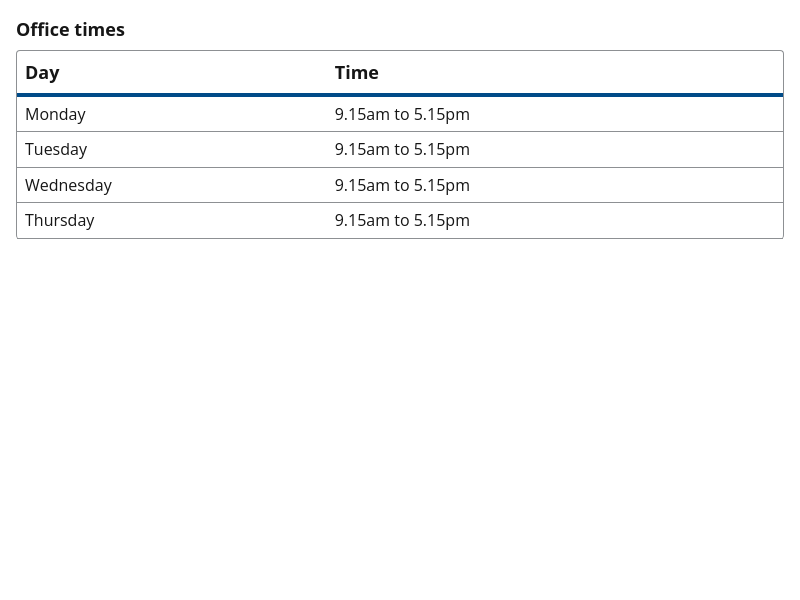 Office times
Day Time
Monday 9.15am to 5.15pm
Tuesday 9.15am to 5.15pm
Wednesday 9.15am to 5.15pm
Thursday 9.15am to 5.15pm